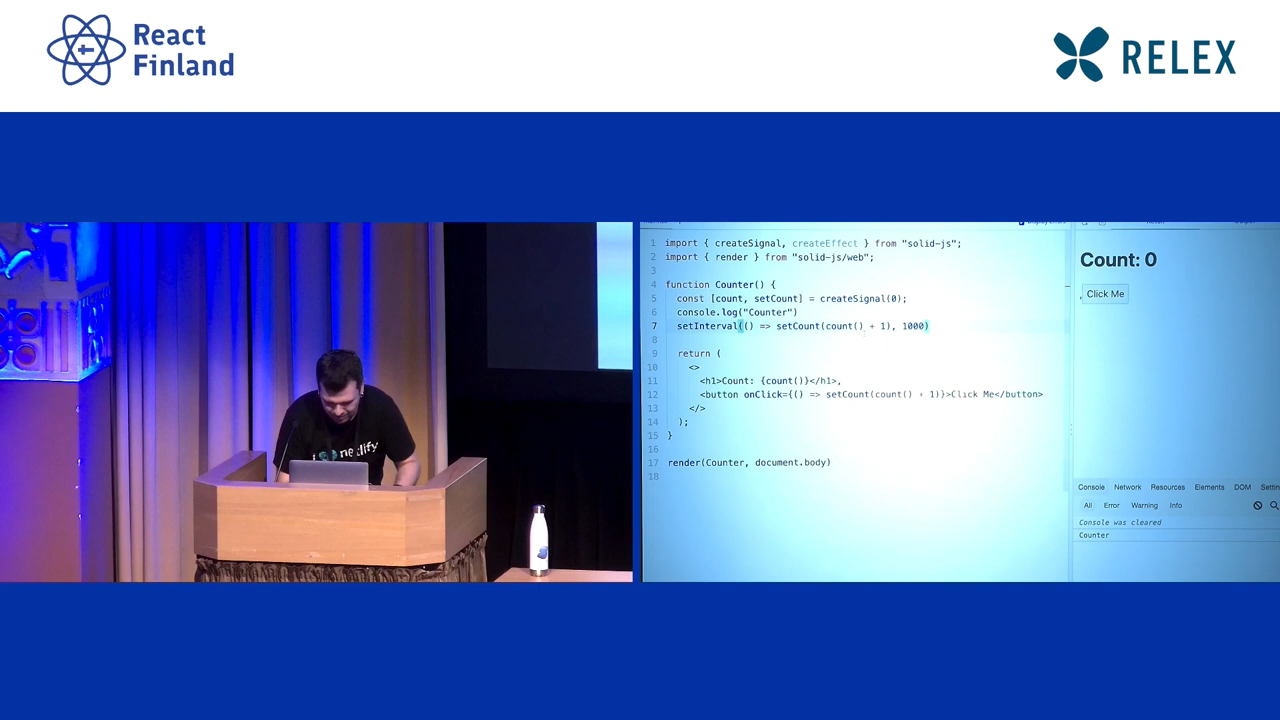 React
Finland
RELEX
netlify
1 import { createSignal, createEffect } from "solid-js";
2 import { render } from "solid-js/web";
3
4 function Counter() {
5 const [count, setCount] = createSignal(0);
6 console.log("Counter")
7 setInterval(() => setCount(count() + 1), 1000)
8
9 return (
10 <>
11 <h1>Count: {count()}</h1>,
12 <button onClick={() => setCount(count() + 1)}>Click Me</button>
13 </>
14 );
15 }
17 render(Counter, document.body)
18
Count: 0
, Click Me
Console Network Resources Elements DOM
All Error Warning Info
Console was cleared
Counter